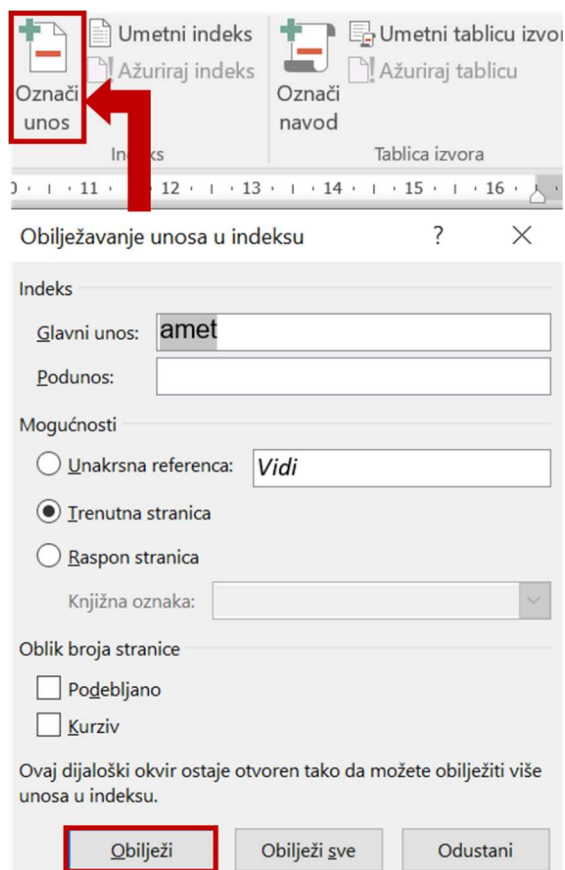 Označi unos
Umetni indeks
Ažuriraj indeks
Indeks
Označi navod
Umetni tablicu izvor
Ažuriraj tablicu
Tablica izvora
11 12 13 14 15 16
Obilježavanje unosa u indeksu ?
Indeks
Glavni unos: amet
Podunos:
Mogućnosti
Unakrsna referenca: Vidi
Trenutna stranica
Raspon stranica
Knjižna oznaka:
Oblik broja stranice
Podebljano
Kurziv
Ovaj dijaloški okvir ostaje otvoren tako da možete obilježiti više
unosa u indeksu.
Obilježi Obilježi sve Odustani